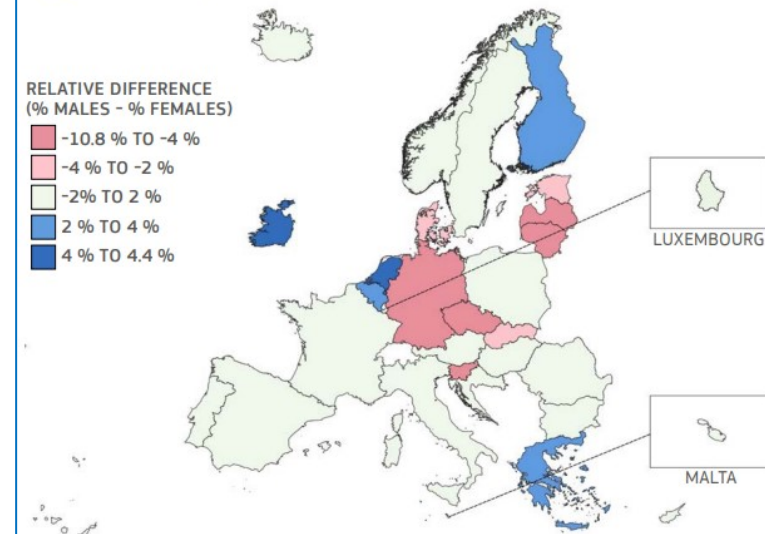 RELATIVE DIFFERENCE
(% MALES - % FEMALES)
-10.8 % TO -4 %
-4 % TO -2 %
-2% TO 2 %
2 % TO 4 %
4 % TO 4.4 %
LUXEMBOURG
MALTA